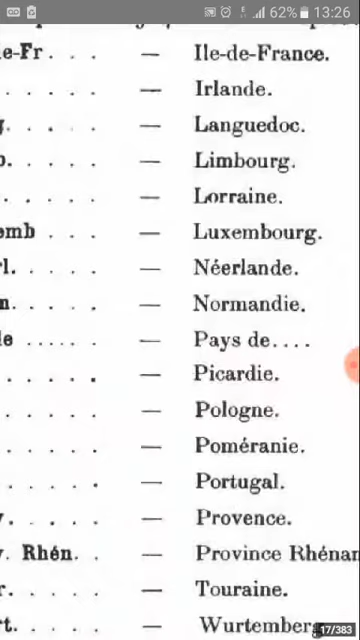 62% 13:26
e-Fr . . . — Ile-de-France.
. . . . . — Irlande.
g. . . . . — Languedoc.
o. . . . . — Limbourg.
. . . . . — Lorraine.
emb . . . — Luxembourg.
rl. . . . . — Néerlande.
n. . . . . — Normandie.
le ...... — Pays de....
. . . . . — Picardie.
. . . . . — Pologne.
. . . . . — Poméranie.
. . . . . — Portugal.
v. . . . . — Provence.
v. Rhén. . — Province Rhénan
r. . . . . — Touraine.
rt. . . . . — Wurtemberg
17/383